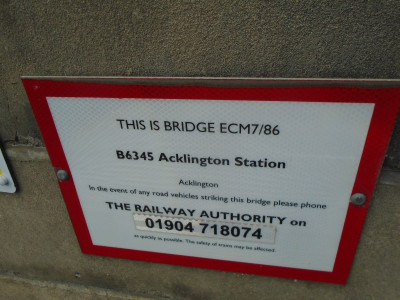 THIS IS BRIDGE ECM7/86
B6345 Acklington Station
Acklington
In the event of any road vehicles striking this bridge please phone
THE RAILWAY AUTHORITY on
01904 718074
as quickly as possible. The safety of trains may be affected.